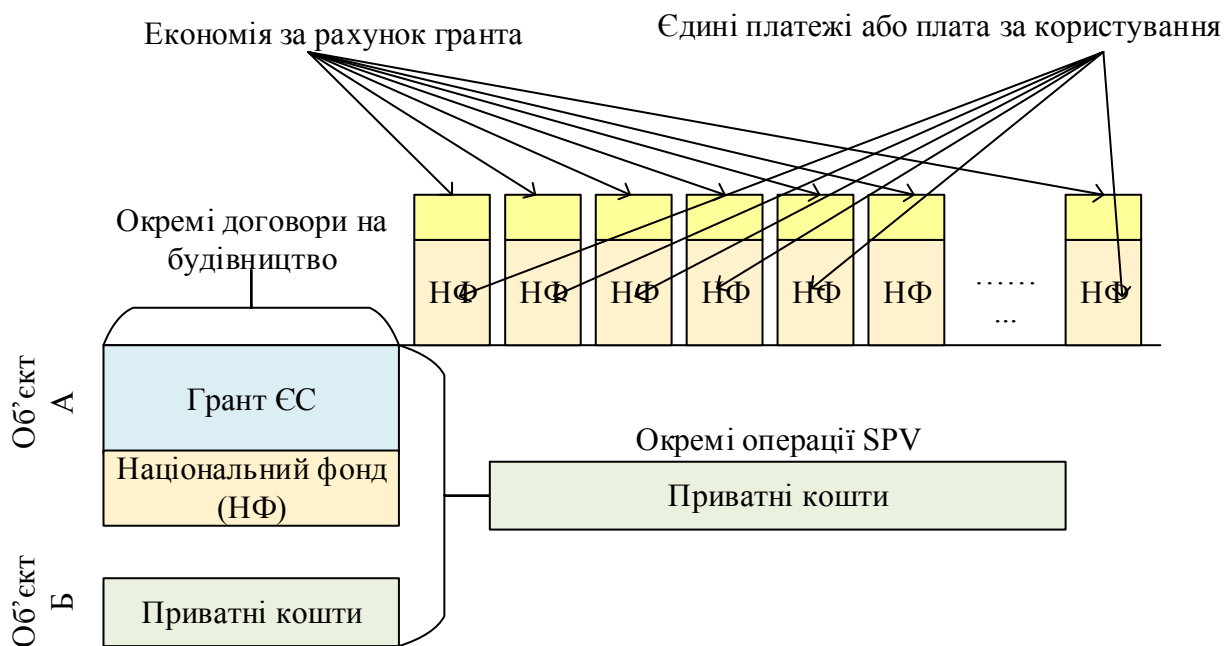 Економія за рахунок гранта
Єдині платежі або плата за користування
Окремі договори на
будівництво
НФ НФ НФ НФ НФ НФ …… НФ
...
Об’єкт
А
Грант ЄС
Національний фонд
(НФ)
Окремі операції SPV
Приватні кошти
Об’єкт
Б
Приватні кошти